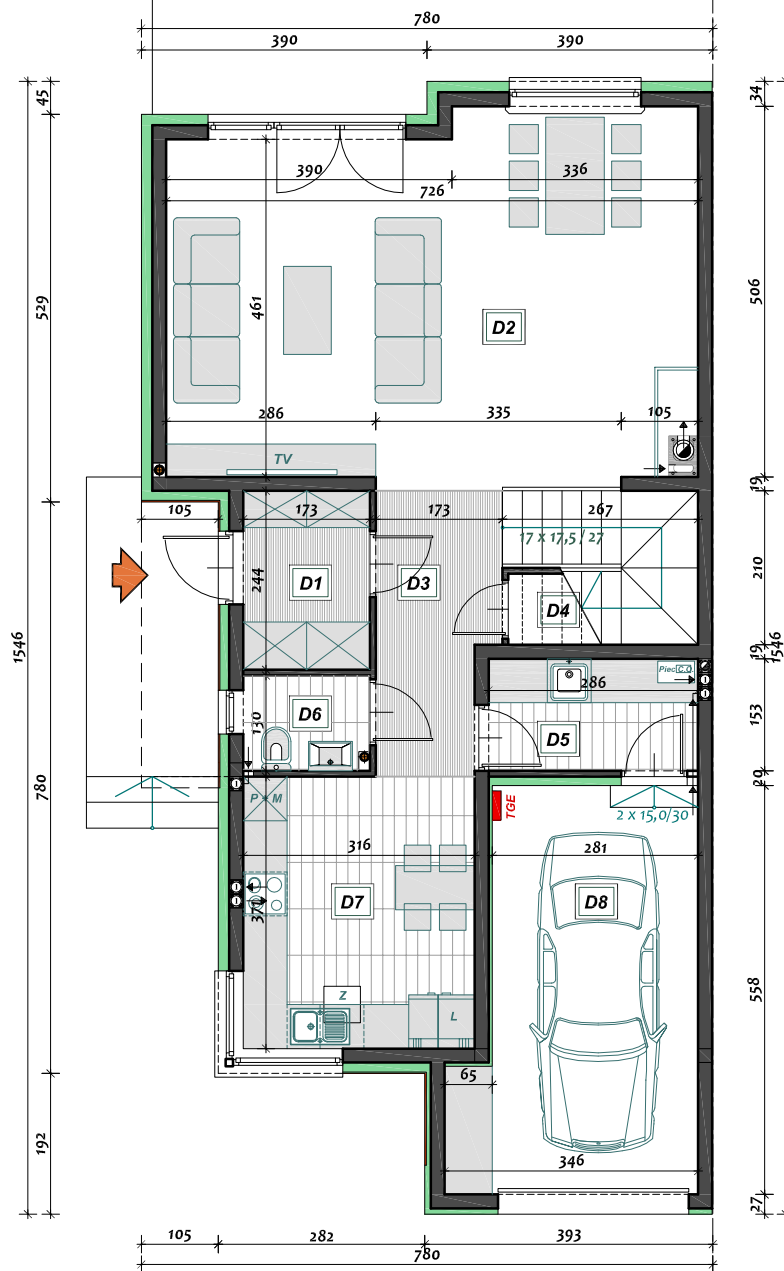 780
390 390
45
34
390 336
726
529
461
506
D2
286 335 105
TV
19
105 173 173 267
17 x 17,5 / 27
D1
D3
D4
244
210
1546
1546
19
Piec C.O.
286
D6
130
D5
153
20
P + M
TGE
2 x 15,0/30
780
316
281
D7
D8
371
558
Z
L
65
192
346
27
105 282 393
780